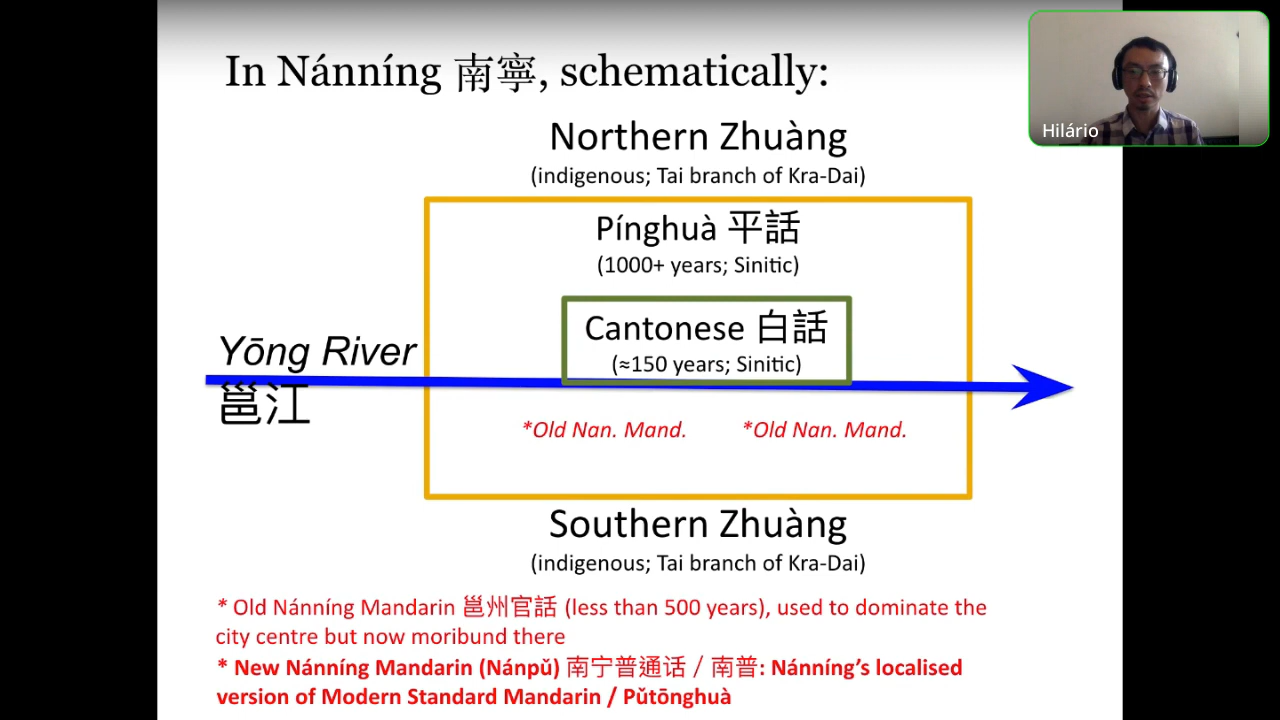 In Nánníng 南寧, schematically:
Hilário
Northern Zhuàng
(indigenous; Tai branch of Kra-Dai)
Pínghuà 平話
(1000+ years; Sinitic)
Cantonese 白話
(≈150 years; Sinitic)
Yōng River
邕江
*Old Nan. Mand. *Old Nan. Mand.
Southern Zhuàng
(indigenous; Tai branch of Kra-Dai)
* Old Nánníng Mandarin 邕州官話 (less than 500 years), used to dominate the
city centre but now moribund there
* New Nánníng Mandarin (Nánpǔ) 南宁普通话 / 南普: Nánníng’s localised
version of Modern Standard Mandarin / Pǔtōnghuà